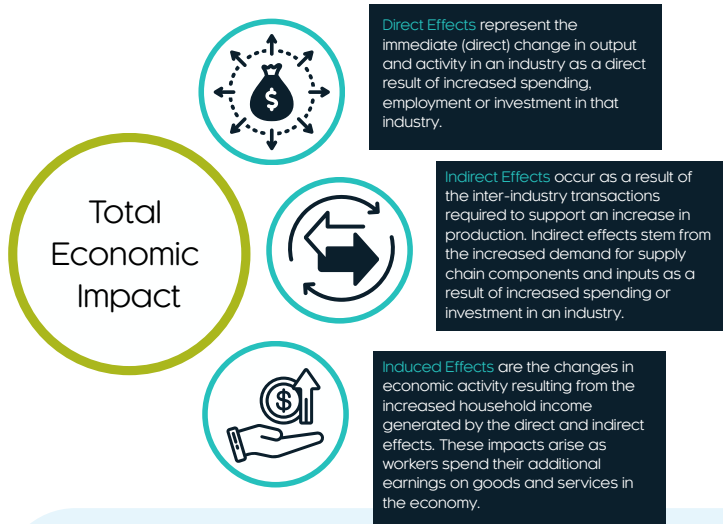 Total
Economic
Impact
$
Direct Effects represent the
immediate (direct) change in output
and activity in an industry as a direct
result of increased spending,
employment or investment in that
industry.
Indirect Effects occur as a result of
the inter-industry transactions
required to support an increase in
production. Indirect effects stem from
the increased demand for supply
chain components and inputs as a
result of increased spending or
investment in an industry.
$
Induced Effects are the changes in
economic activity resulting from the
increased household income
generated by the direct and indirect
effects. These impacts arise as
workers spend their additional
earnings on goods and services in
the economy.